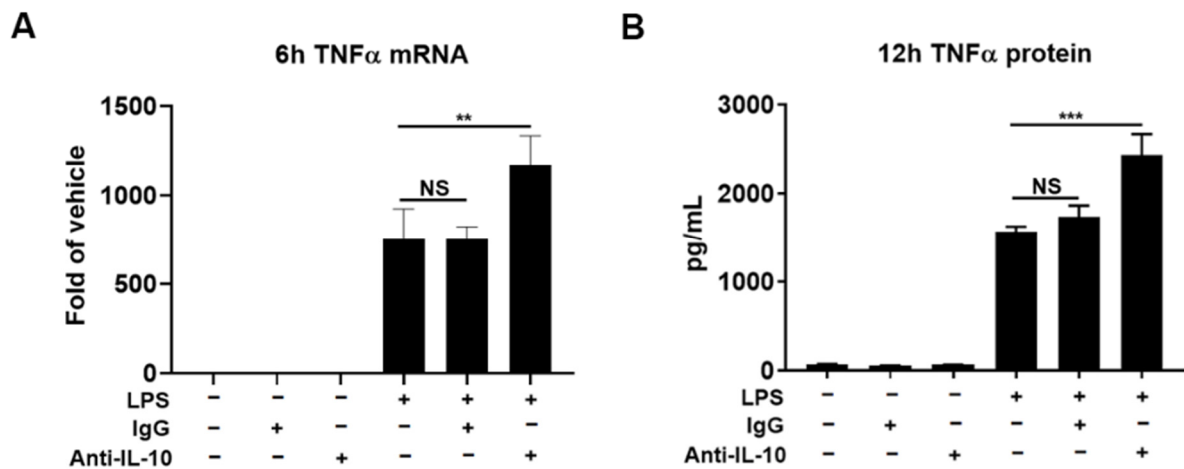 A
6h TNFα mRNA
Fold of vehicle
1500
1000
500
0
**
NS
LPS − − − + + +
IgG − + − − + −
Anti-IL-10 − − + − − +
B
12h TNFα protein
pg/mL
3000
2000
1000
0
***
NS
LPS − − − + + +
IgG − + − − + −
Anti-IL-10 − − + − − +